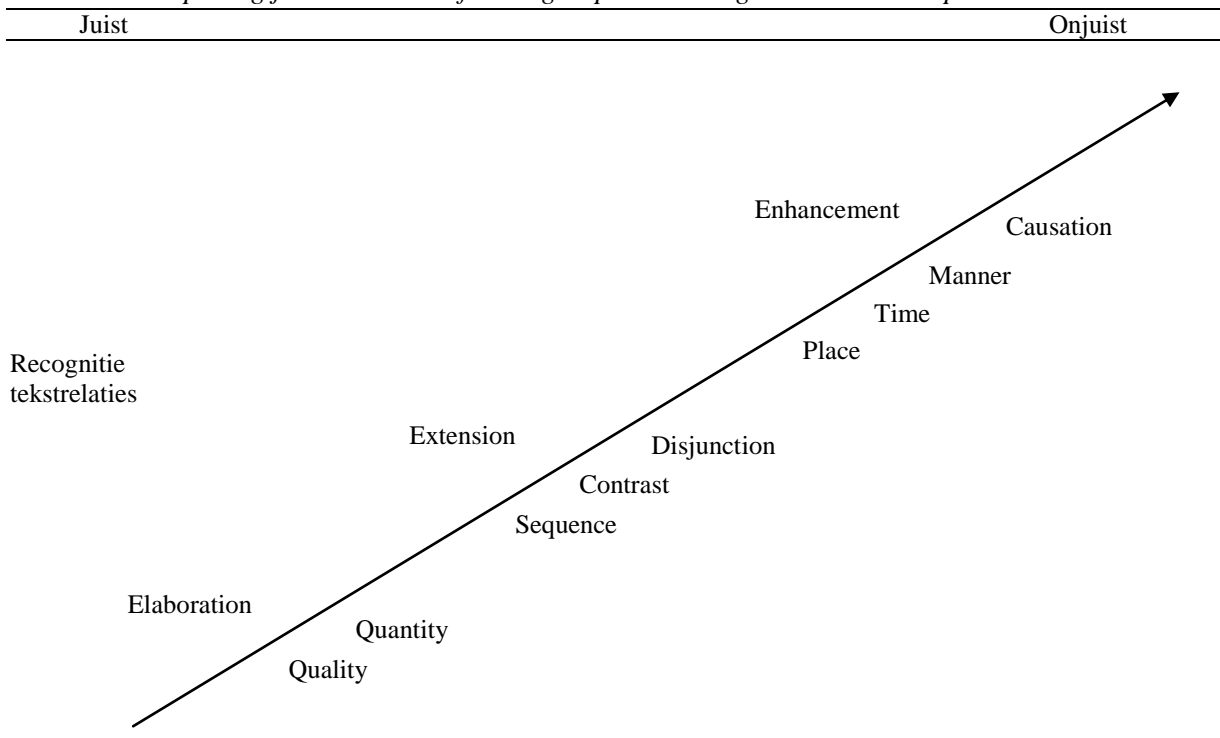 Juist Onjuist
Enhancement
Causation
Manner
Time
Place
Recognitie
tekstrelaties
Extension
Disjunction
Contrast
Sequence
Elaboration
Quantity
Quality